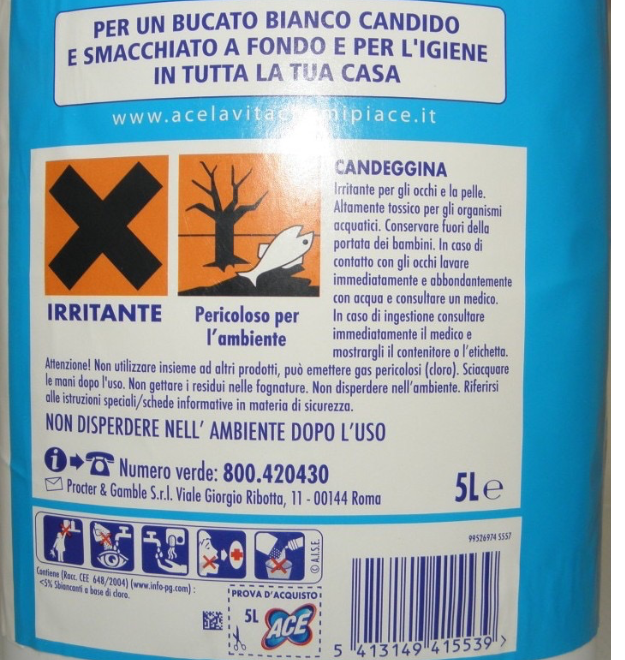 PER UN BUCATO BIANCO CANDIDO
E SMACCHIATO A FONDO E PER L'IGIENE
IN TUTTA LA TUA CASA
www.acelavitac mipiace.it
CANDEGGINA
Irritante per gli occhi e la pelle.
Altamente tossico per gli organismi
acquatici. Conservare fuori della
portata dei bambini. In caso di
contatto con gli occhi lavare
immediatamente e abbondantemente
con acqua e consultare un medico.
In caso di ingestione consultare
immediatamente il medico e
mostrargli il contenitore o l'etichetta.
IRRITANTE
Pericoloso per
l'ambiente
Attenzione! Non utilizzare insieme ad altri prodotti, può emettere gas pericolosi (cloro). Sciacquare
le mani dopo l'uso. Non gettare i residui nelle fognature. Non disperdere nell'ambiente. Riferirsi
alle istruzioni speciali/schede informative in materia di sicurezza.
NON DISPERDERE NELL' AMBIENTE DOPO L'USO
i Numero verde: 800.420430
Procter & Gamble S.r.l. Viale Giorgio Ribotta, 11 - 00144 Roma
5L e
© A.I.S.E.
99526974 5557
Contiene (Racc. CEE 648/2004) (www.info-pg.com) :
<5% Sbiancanti a base di cloro.
PROVA D'ACQUISTO
5L ACE
5 413149 415539 >